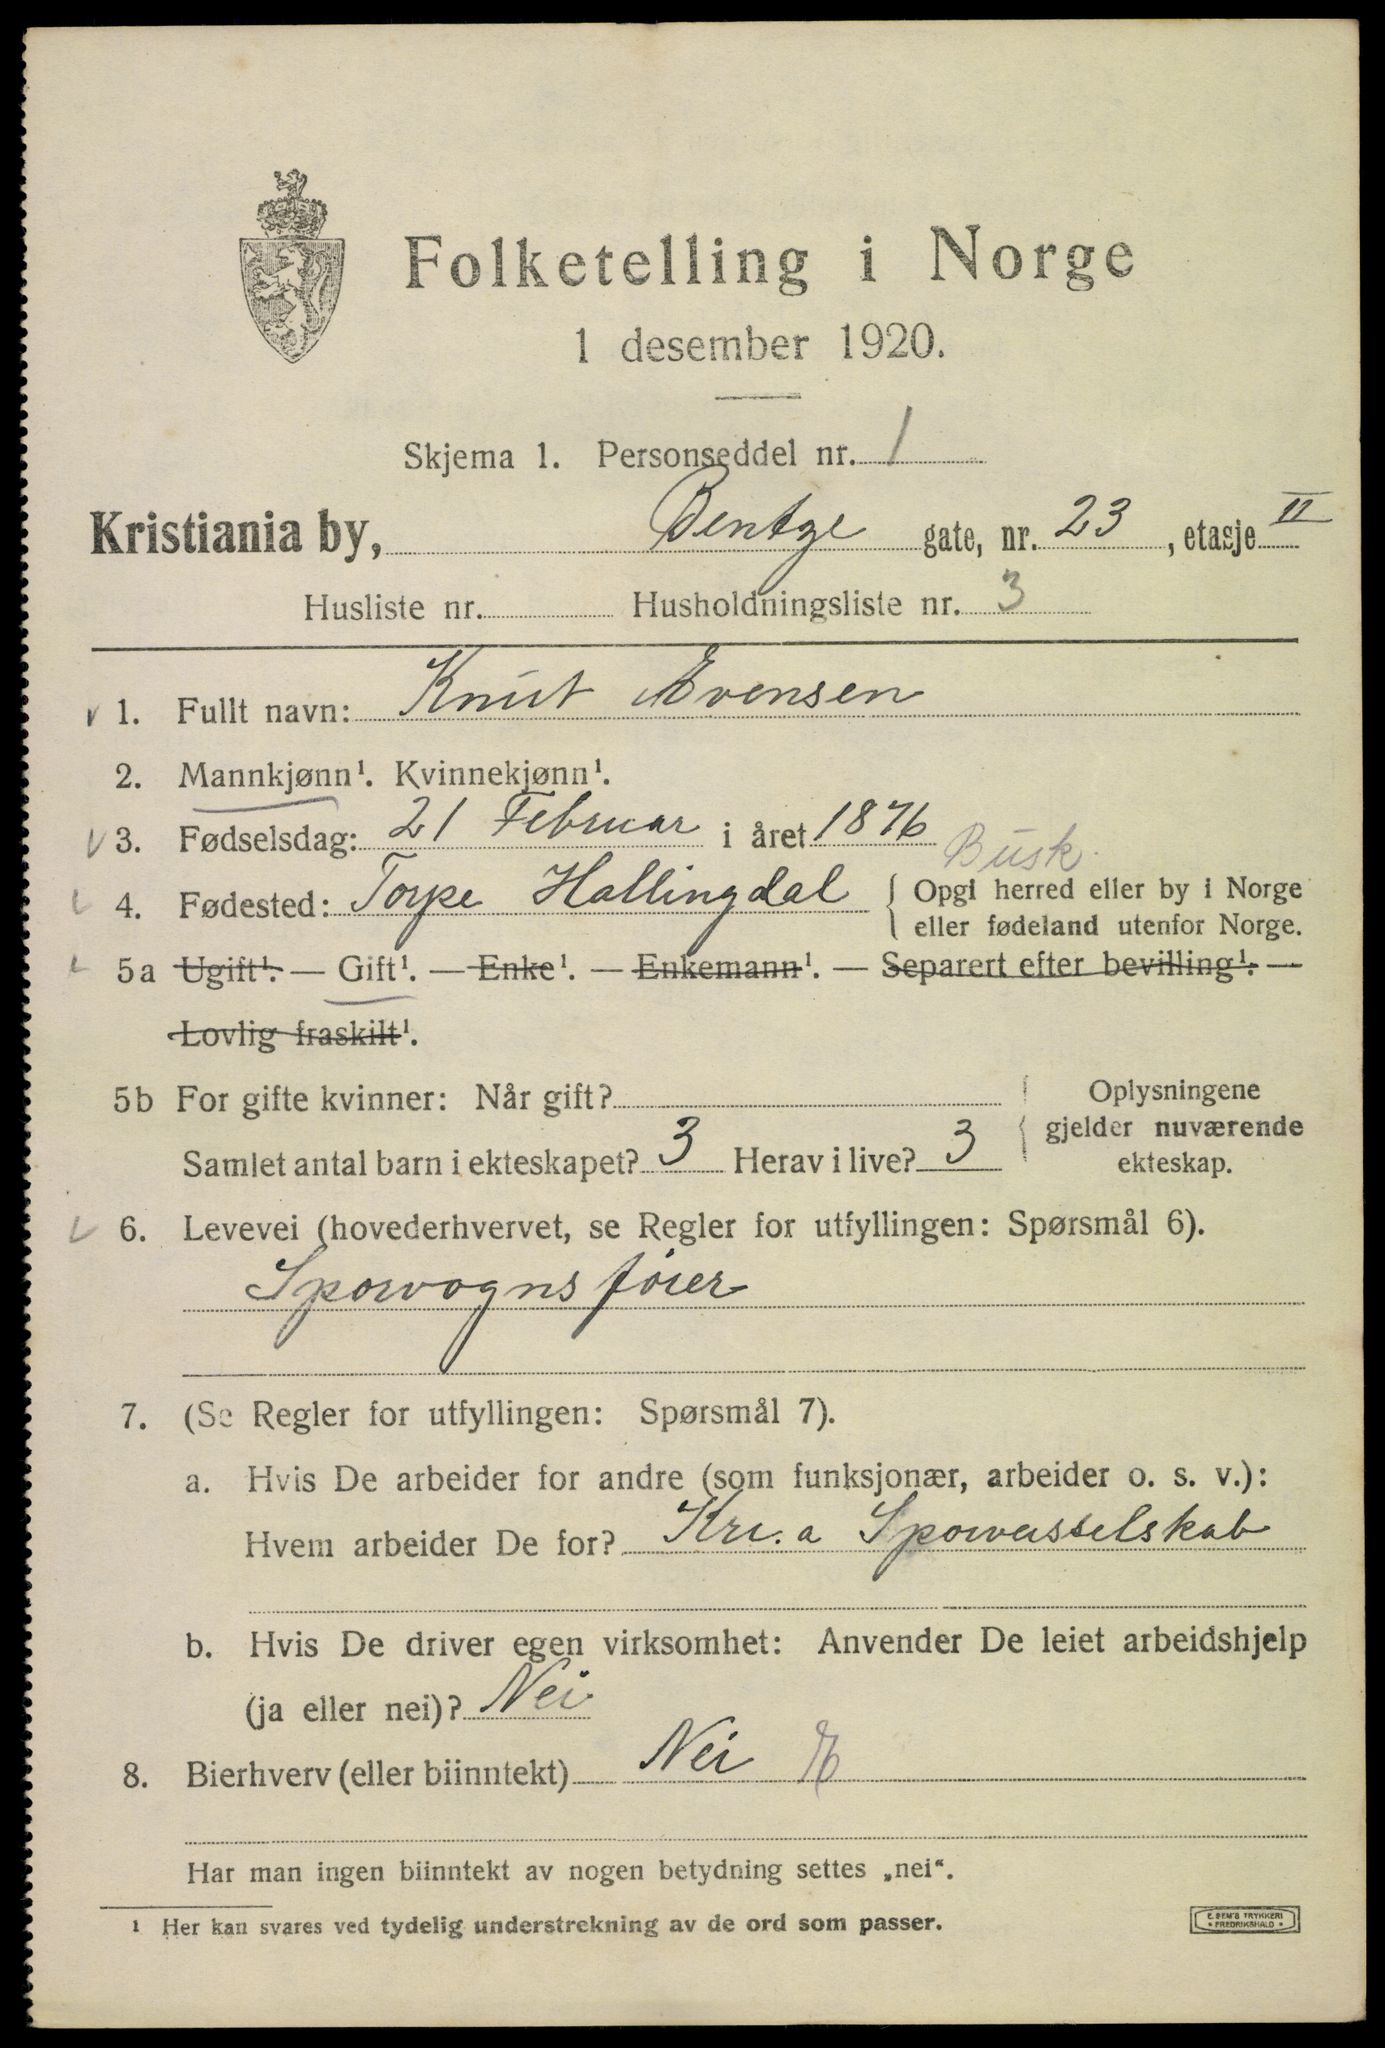 Folketelling i Norge
1 desember 1920.
Skjema 1. Personseddel nr. 1
Kristiania by, Bentze gate, nr. 23, etasje II
Husliste nr. Husholdningsliste nr. 3
1. Fullt navn: Knut Evensen
2. Mannkjønn¹. Kvinnekjønn¹.
3. Fødselsdag: 21 Februar i året 1876
Busk.
4. Fødested: Torpe Hallingdal { Opgi herred eller by i Norge
eller fødeland utenfor Norge.
5a Ugift¹. — Gift¹. — Enke¹. — Enkemann¹. — Separert efter bevilling¹. —
Lovlig fraskilt¹.
5b For gifte kvinner: Når gift? Oplysningene
gjelder nuværende
Samlet antal barn i ekteskapet? 3 Herav i live? 3 ekteskap.
6. Levevei (hovederhvervet, se Regler for utfyllingen: Spørsmål 6).
Sporvognsfører
7. (Se Regler for utfyllingen: Spørsmål 7).
a. Hvis De arbeider for andre (som funksjonær, arbeider o. s. v.):
Hvem arbeider De for? Kri.a Sporveisselskab
b. Hvis De driver egen virksomhet: Anvender De leiet arbeidshjelp
(ja eller nei)? Nei
8. Bierhverv (eller biinntekt) Nei
Har man ingen biinntekt av nogen betydning settes „nei“.
¹ Her kan svares ved tydelig understrekning av de ord som passer.
E. SEM'S TRYKKERI
• FREDRIKSHALD •